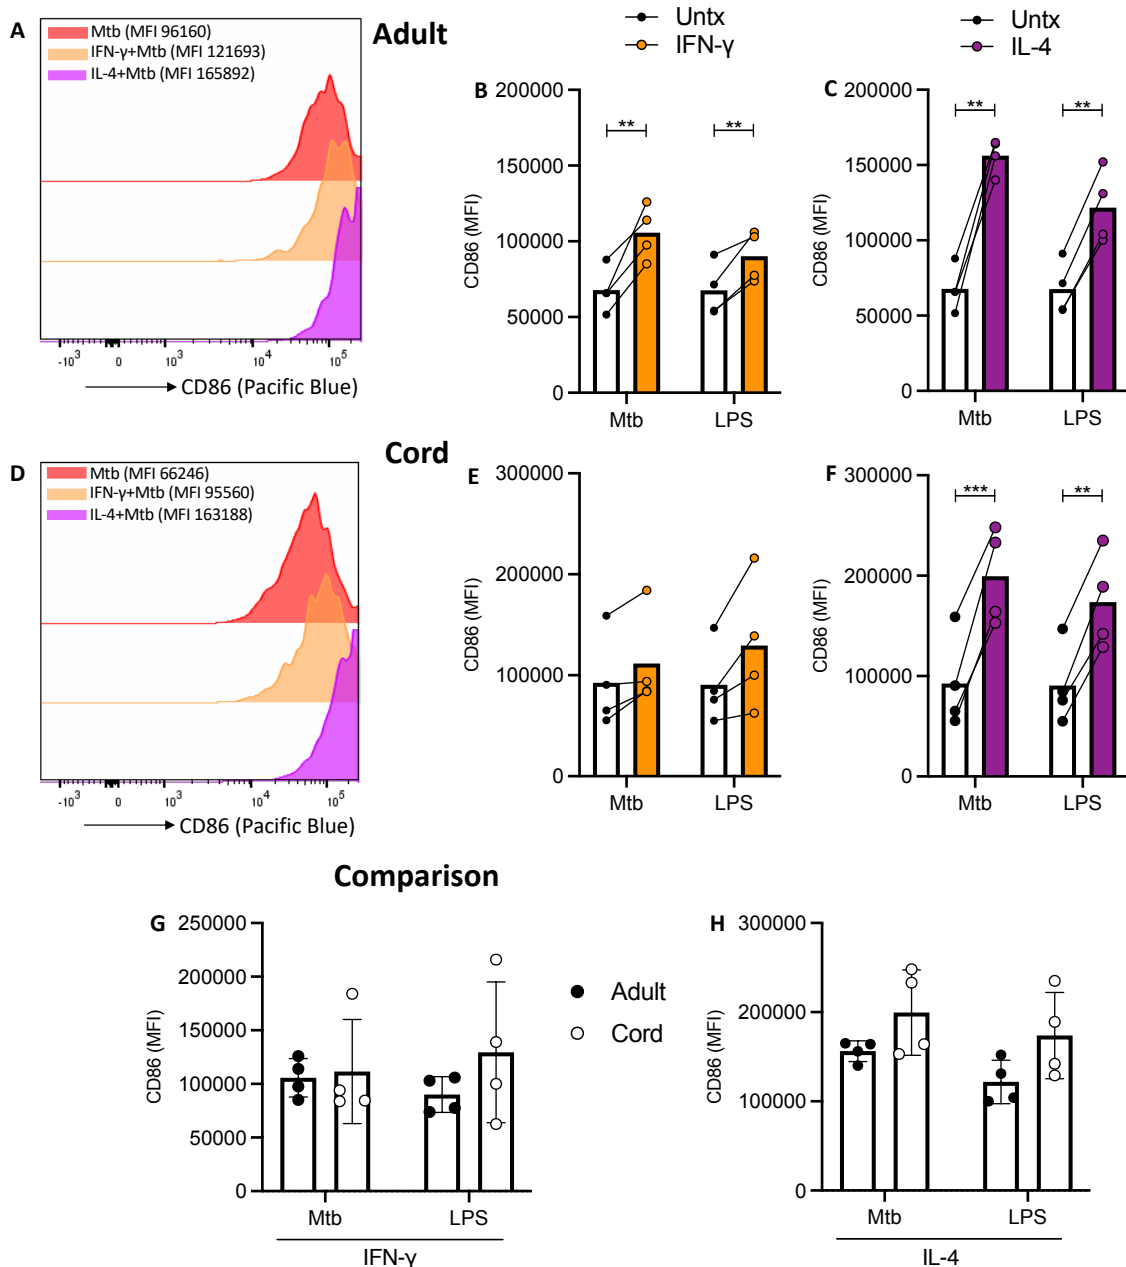 A
Mtb (MFI 96160)
IFN-γ+Mtb (MFI 121693)
IL-4+Mtb (MFI 165892)
-10³ 0 10³ 10⁴ 10⁵
CD86 (Pacific Blue)
Adult
Untx
IFN-γ
B
200000
150000
100000
50000
0
CD86 (MFI)
** **
Mtb LPS
Untx
IL-4
C
200000
150000
100000
50000
0
CD86 (MFI)
** **
Mtb LPS
Cord
D
Mtb (MFI 66246)
IFN-γ+Mtb (MFI 95560)
IL-4+Mtb (MFI 163188)
-10³ 0 10³ 10⁴ 10⁵
CD86 (Pacific Blue)
E
300000
200000
100000
0
CD86 (MFI)
Mtb LPS
F
300000
200000
100000
0
CD86 (MFI)
*** **
Mtb LPS
Comparison
G
250000
200000
150000
100000
50000
0
CD86 (MFI)
Mtb LPS
IFN-γ
Adult
Cord
H
300000
200000
100000
0
CD86 (MFI)
Mtb LPS
IL-4